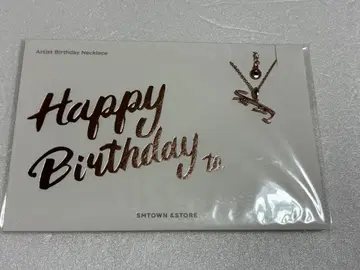 Artist Birthday Necklace
Happy
Birthday to
SMTOWN &STORE